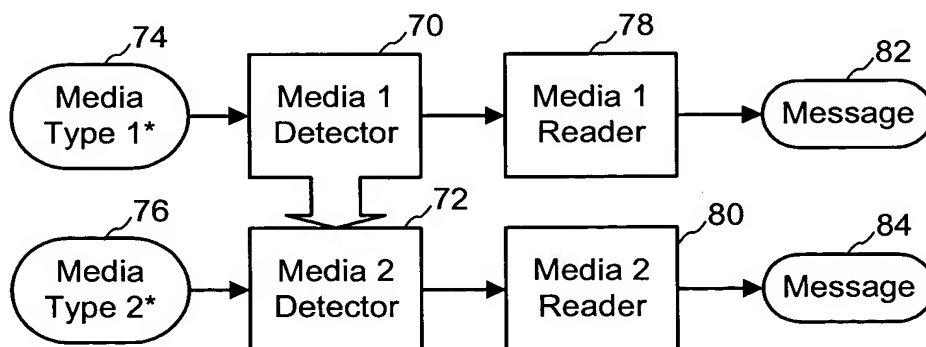 74
70
78
82
Media
Type 1*
Media 1
Detector
Media 1
Reader
Message
76
72
80
84
Media
Type 2*
Media 2
Detector
Media 2
Reader
Message